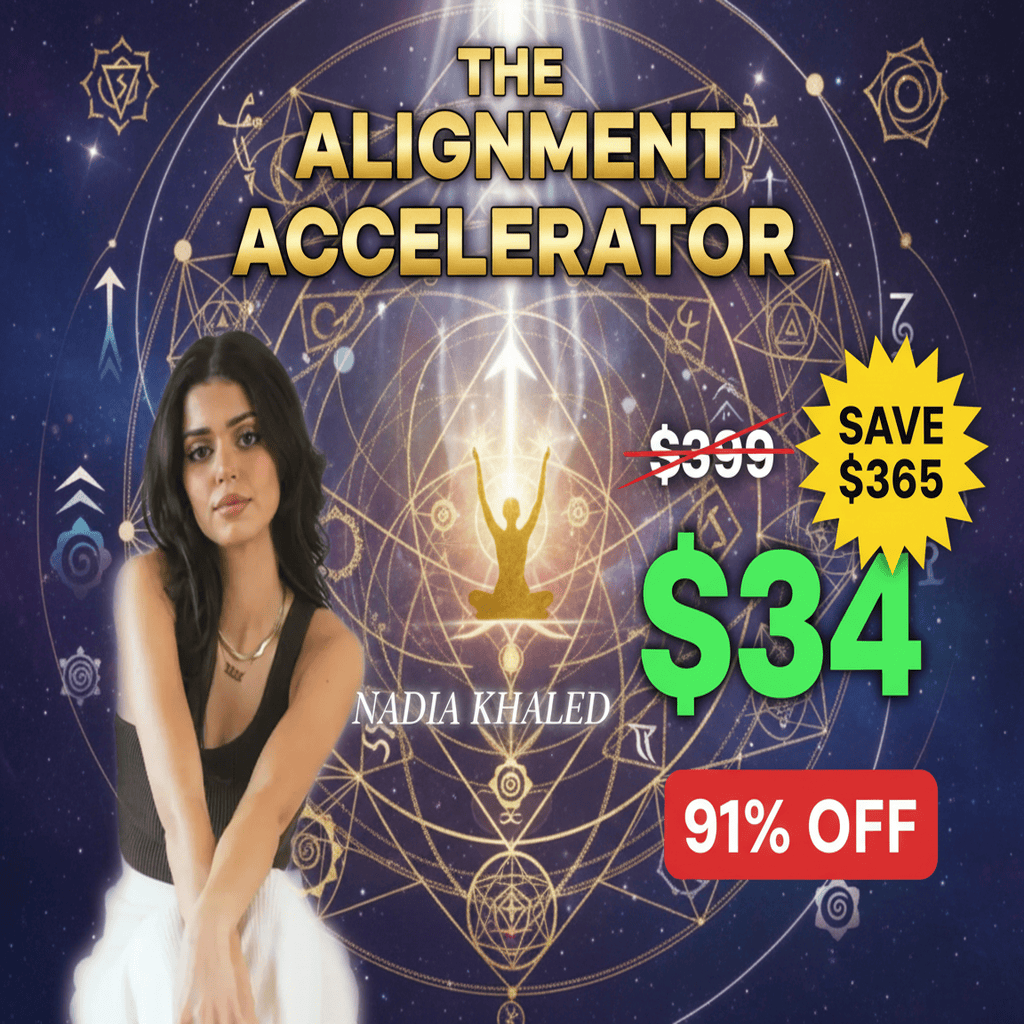 THE
ALIGNMENT
ACCELERATOR
$399
SAVE
$365
$34
NADIA KHALED
91% OFF